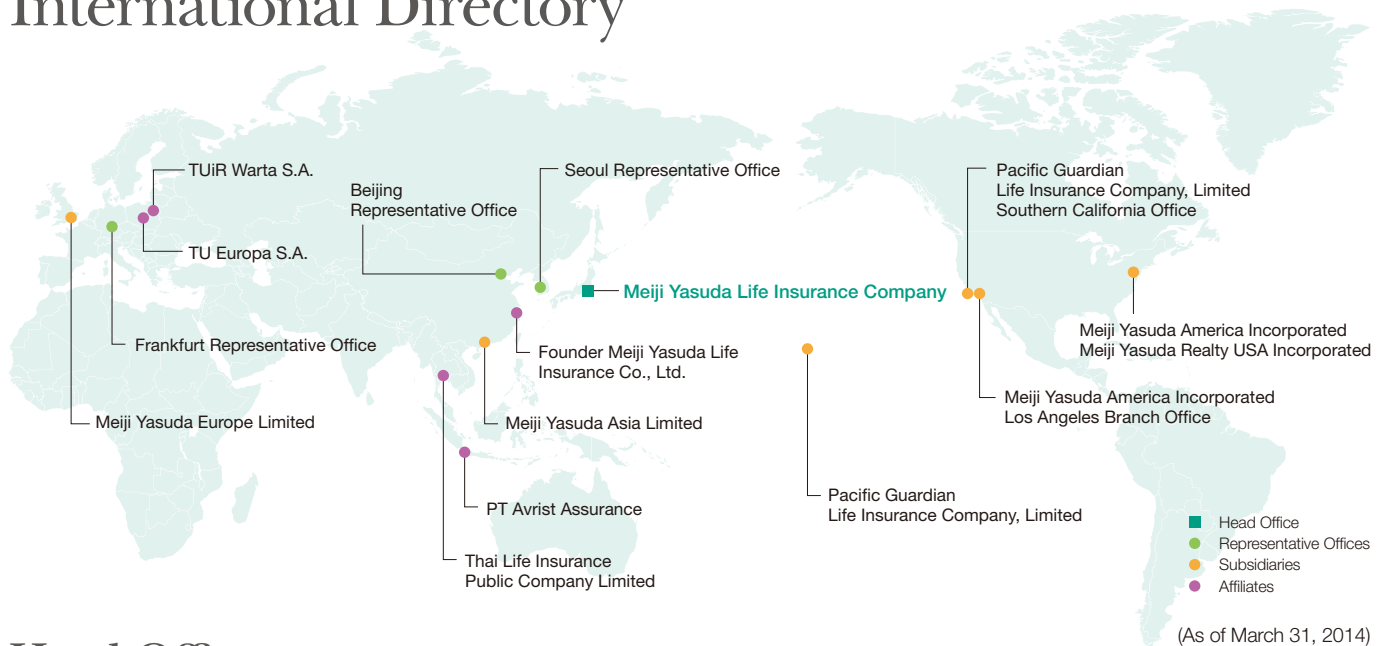 International Directory
TUiR Warta S.A.
Beijing
Representative Office
Seoul Representative Office
Pacific Guardian
Life Insurance Company, Limited
Southern California Office
TU Europa S.A.
Meiji Yasuda Life Insurance Company
Frankfurt Representative Office
Founder Meiji Yasuda Life
Insurance Co., Ltd.
Meiji Yasuda America Incorporated
Meiji Yasuda Realty USA Incorporated
Meiji Yasuda America Incorporated
Los Angeles Branch Office
Meiji Yasuda Europe Limited
Meiji Yasuda Asia Limited
PT Avrist Assurance
Pacific Guardian
Life Insurance Company, Limited
Thai Life Insurance
Public Company Limited
Head Office
Representative Offices
Subsidiaries
Affiliates
(As of March 31, 2014)